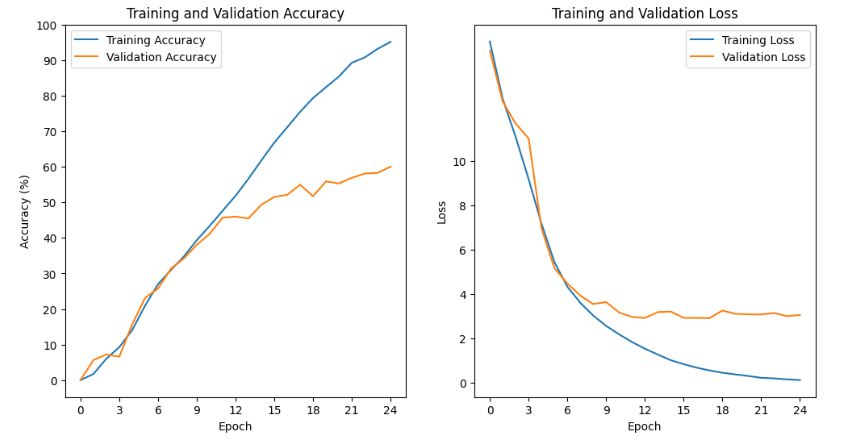 Training and Validation Accuracy
Training Accuracy
Validation Accuracy
100
90
80
70
60
50
40
30
20
10
0
Accuracy (%)
0 3 6 9 12 15 18 21 24
Epoch
Training and Validation Loss
Training Loss
Validation Loss
10
8
6
4
2
0
Loss
0 3 6 9 12 15 18 21 24
Epoch